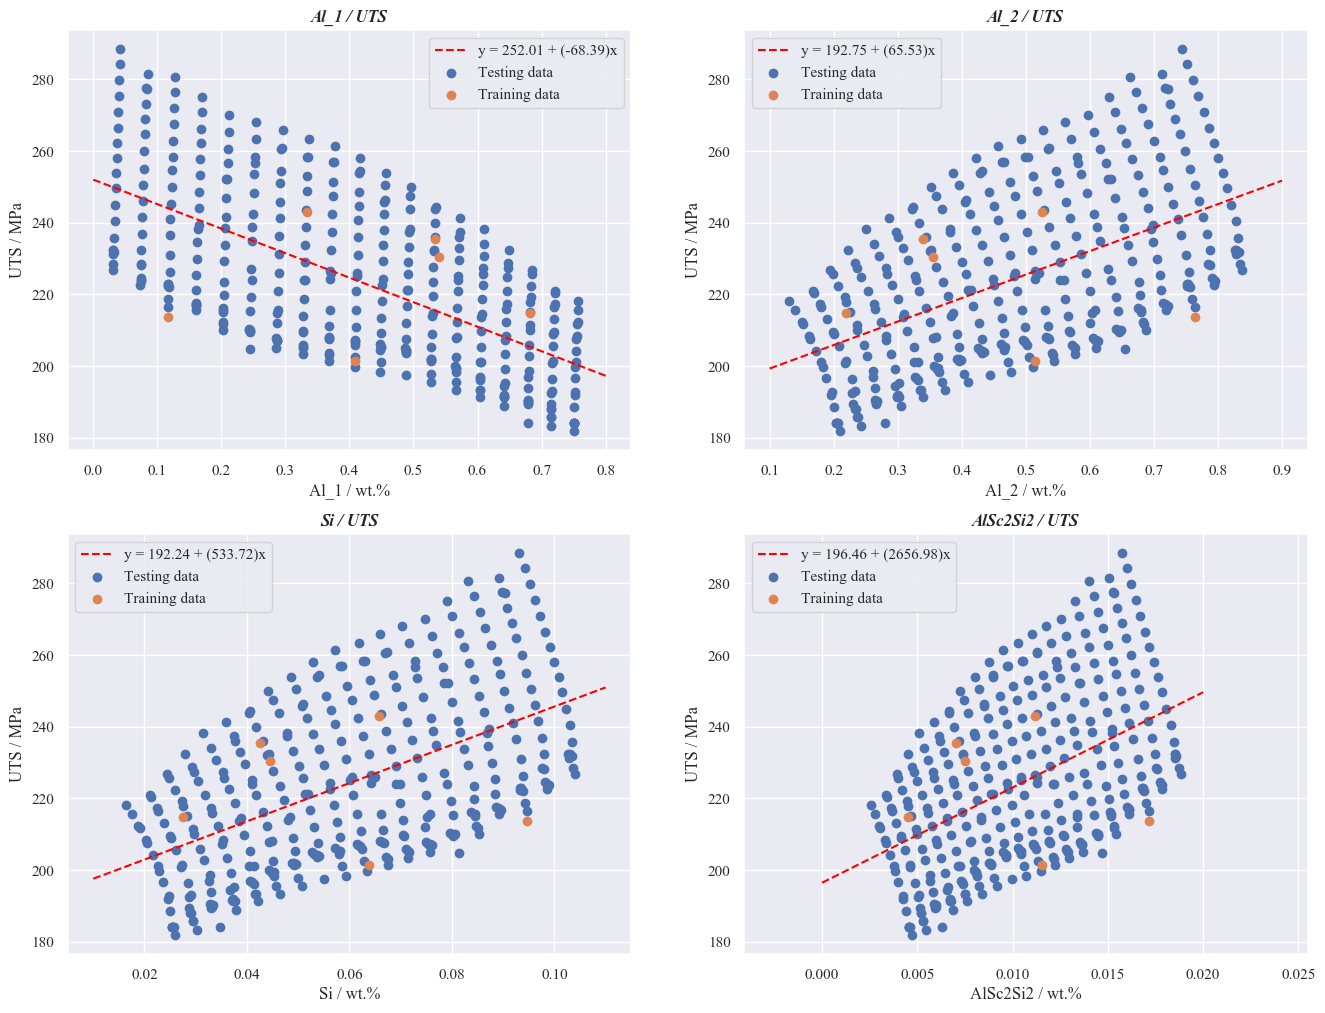 Al_1 / UTS
y = 252.01 + (-68.39)x
Testing data
Training data
280
260
240
220
200
180
UTS / MPa
0.0 0.1 0.2 0.3 0.4 0.5 0.6 0.7 0.8
Al_1 / wt.%
Al_2 / UTS
y = 192.75 + (65.53)x
Testing data
Training data
280
260
240
220
200
180
UTS / MPa
0.1 0.2 0.3 0.4 0.5 0.6 0.7 0.8 0.9
Al_2 / wt.%
Si / UTS
y = 192.24 + (533.72)x
Testing data
Training data
280
260
240
220
200
180
UTS / MPa
0.02 0.04 0.06 0.08 0.10
Si / wt.%
AlSc2Si2 / UTS
y = 196.46 + (2656.98)x
Testing data
Training data
280
260
240
220
200
180
UTS / MPa
0.000 0.005 0.010 0.015 0.020 0.025
AlSc2Si2 / wt.%